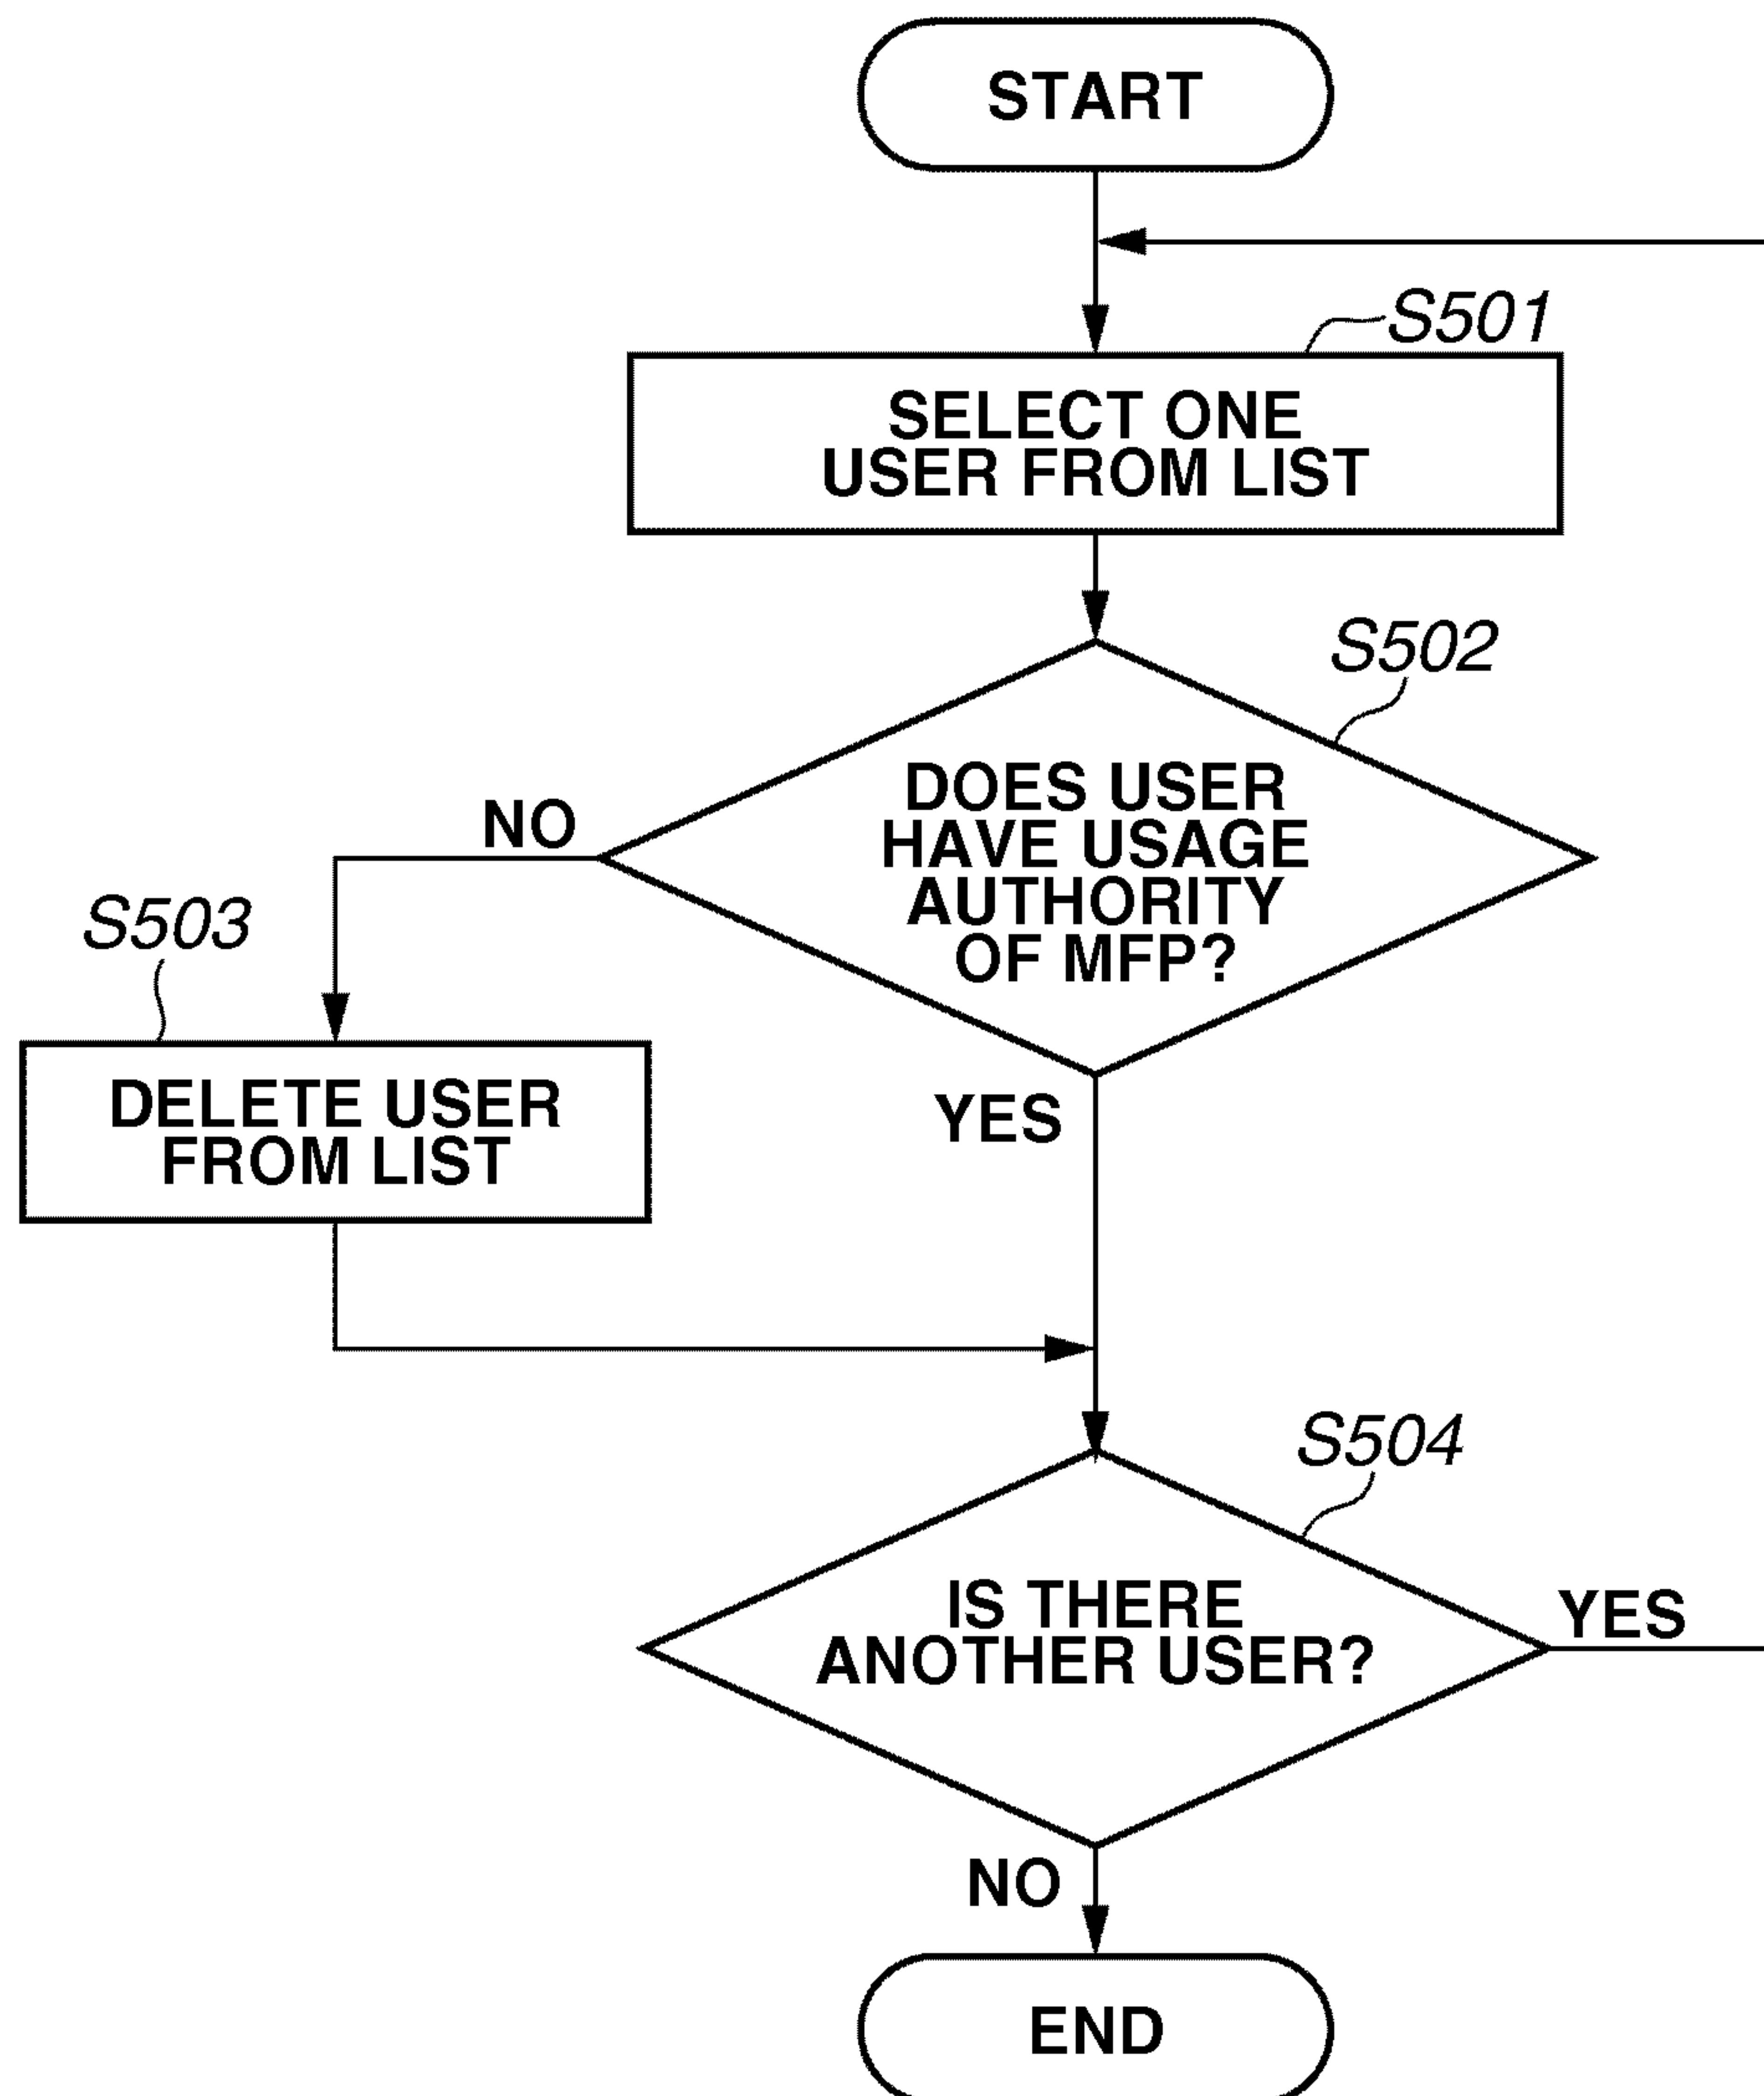 START
S501
SELECT ONE
USER FROM LIST
S502
DOES USER
HAVE USAGE
AUTHORITY
OF MFP?
NO
S503
DELETE USER
FROM LIST
YES
S504
IS THERE
ANOTHER USER?
YES
NO
END